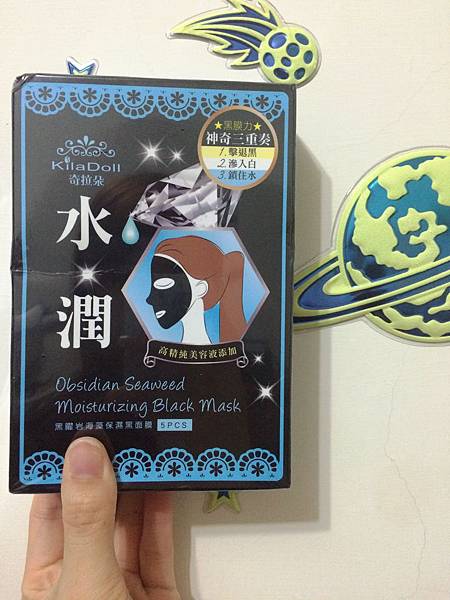 ★黑膜力★
神奇三重奏
1.擊退黑
2.滲入白
3.鎖住水
KilaDoll
奇拉朵
水潤
高精純美容液添加
Obsidian Seaweed
Moisturizing Black Mask
黑曜岩海藻保濕黑面膜 5PCS